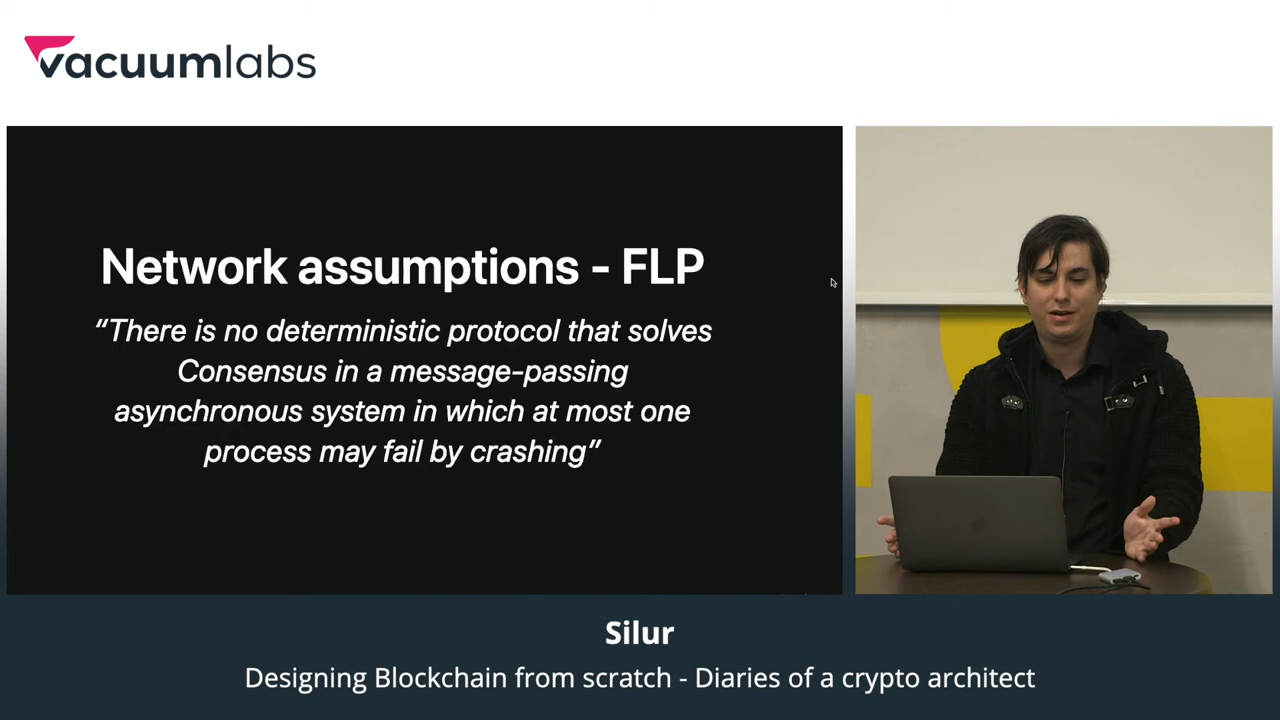 vacuumlabs
Network assumptions - FLP
“There is no deterministic protocol that solves
Consensus in a message-passing
asynchronous system in which at most one
process may fail by crashing”
Silur
Designing Blockchain from scratch - Diaries of a crypto architect